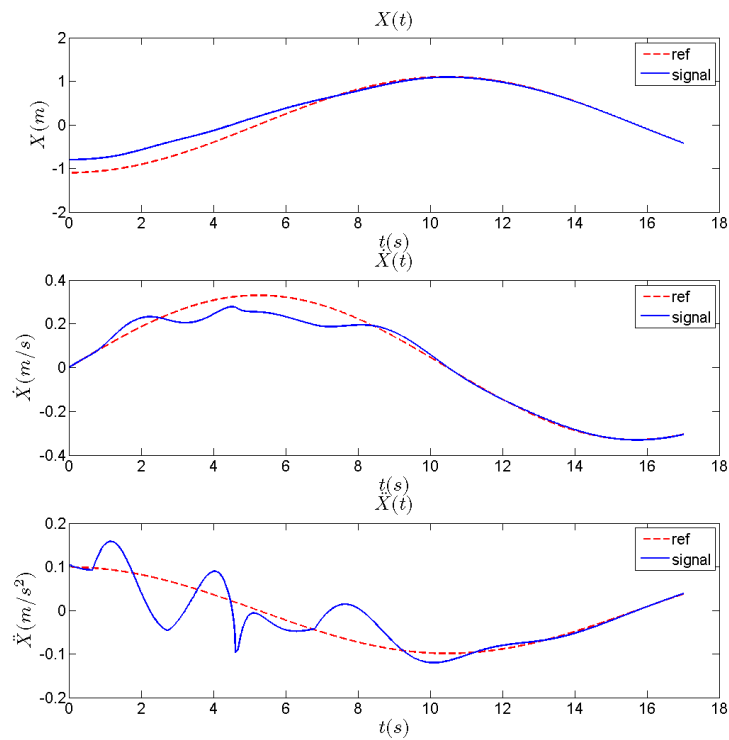 X(t)
X(m)
2
1
0
-1
-2
ref
signal
0 2 4 6 8 10 12 14 16 18
t(s)
Ẋ(t)
Ẋ(m/s)
0.4
0.2
0
-0.2
-0.4
ref
signal
0 2 4 6 8 10 12 14 16 18
t(s)
Ẍ(t)
Ẍ(m/s²)
0.2
0.1
0
-0.1
-0.2
ref
signal
0 2 4 6 8 10 12 14 16 18
t(s)